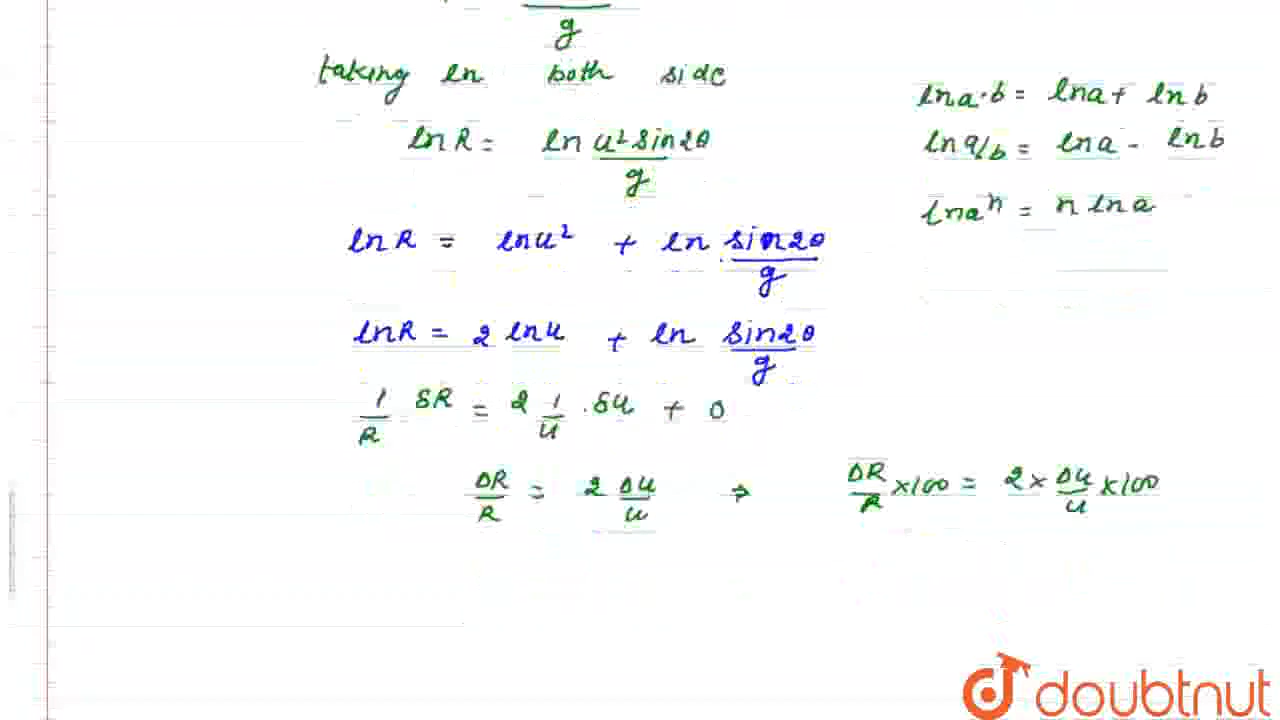 g
taking ln both side
ln R = ln u² sin2θ / g
ln R = ln u² + ln sin2θ / g
ln R = 2 ln u + ln sin2θ / g
1/R δR = 2 1/u . δu + 0
ΔR/R = 2 Δu/u ⇒ ΔR/R × 100 = 2 × Δu/u × 100
ln a·b = ln a + ln b
ln a/b = ln a - ln b
ln aⁿ = n ln a
doubtnut